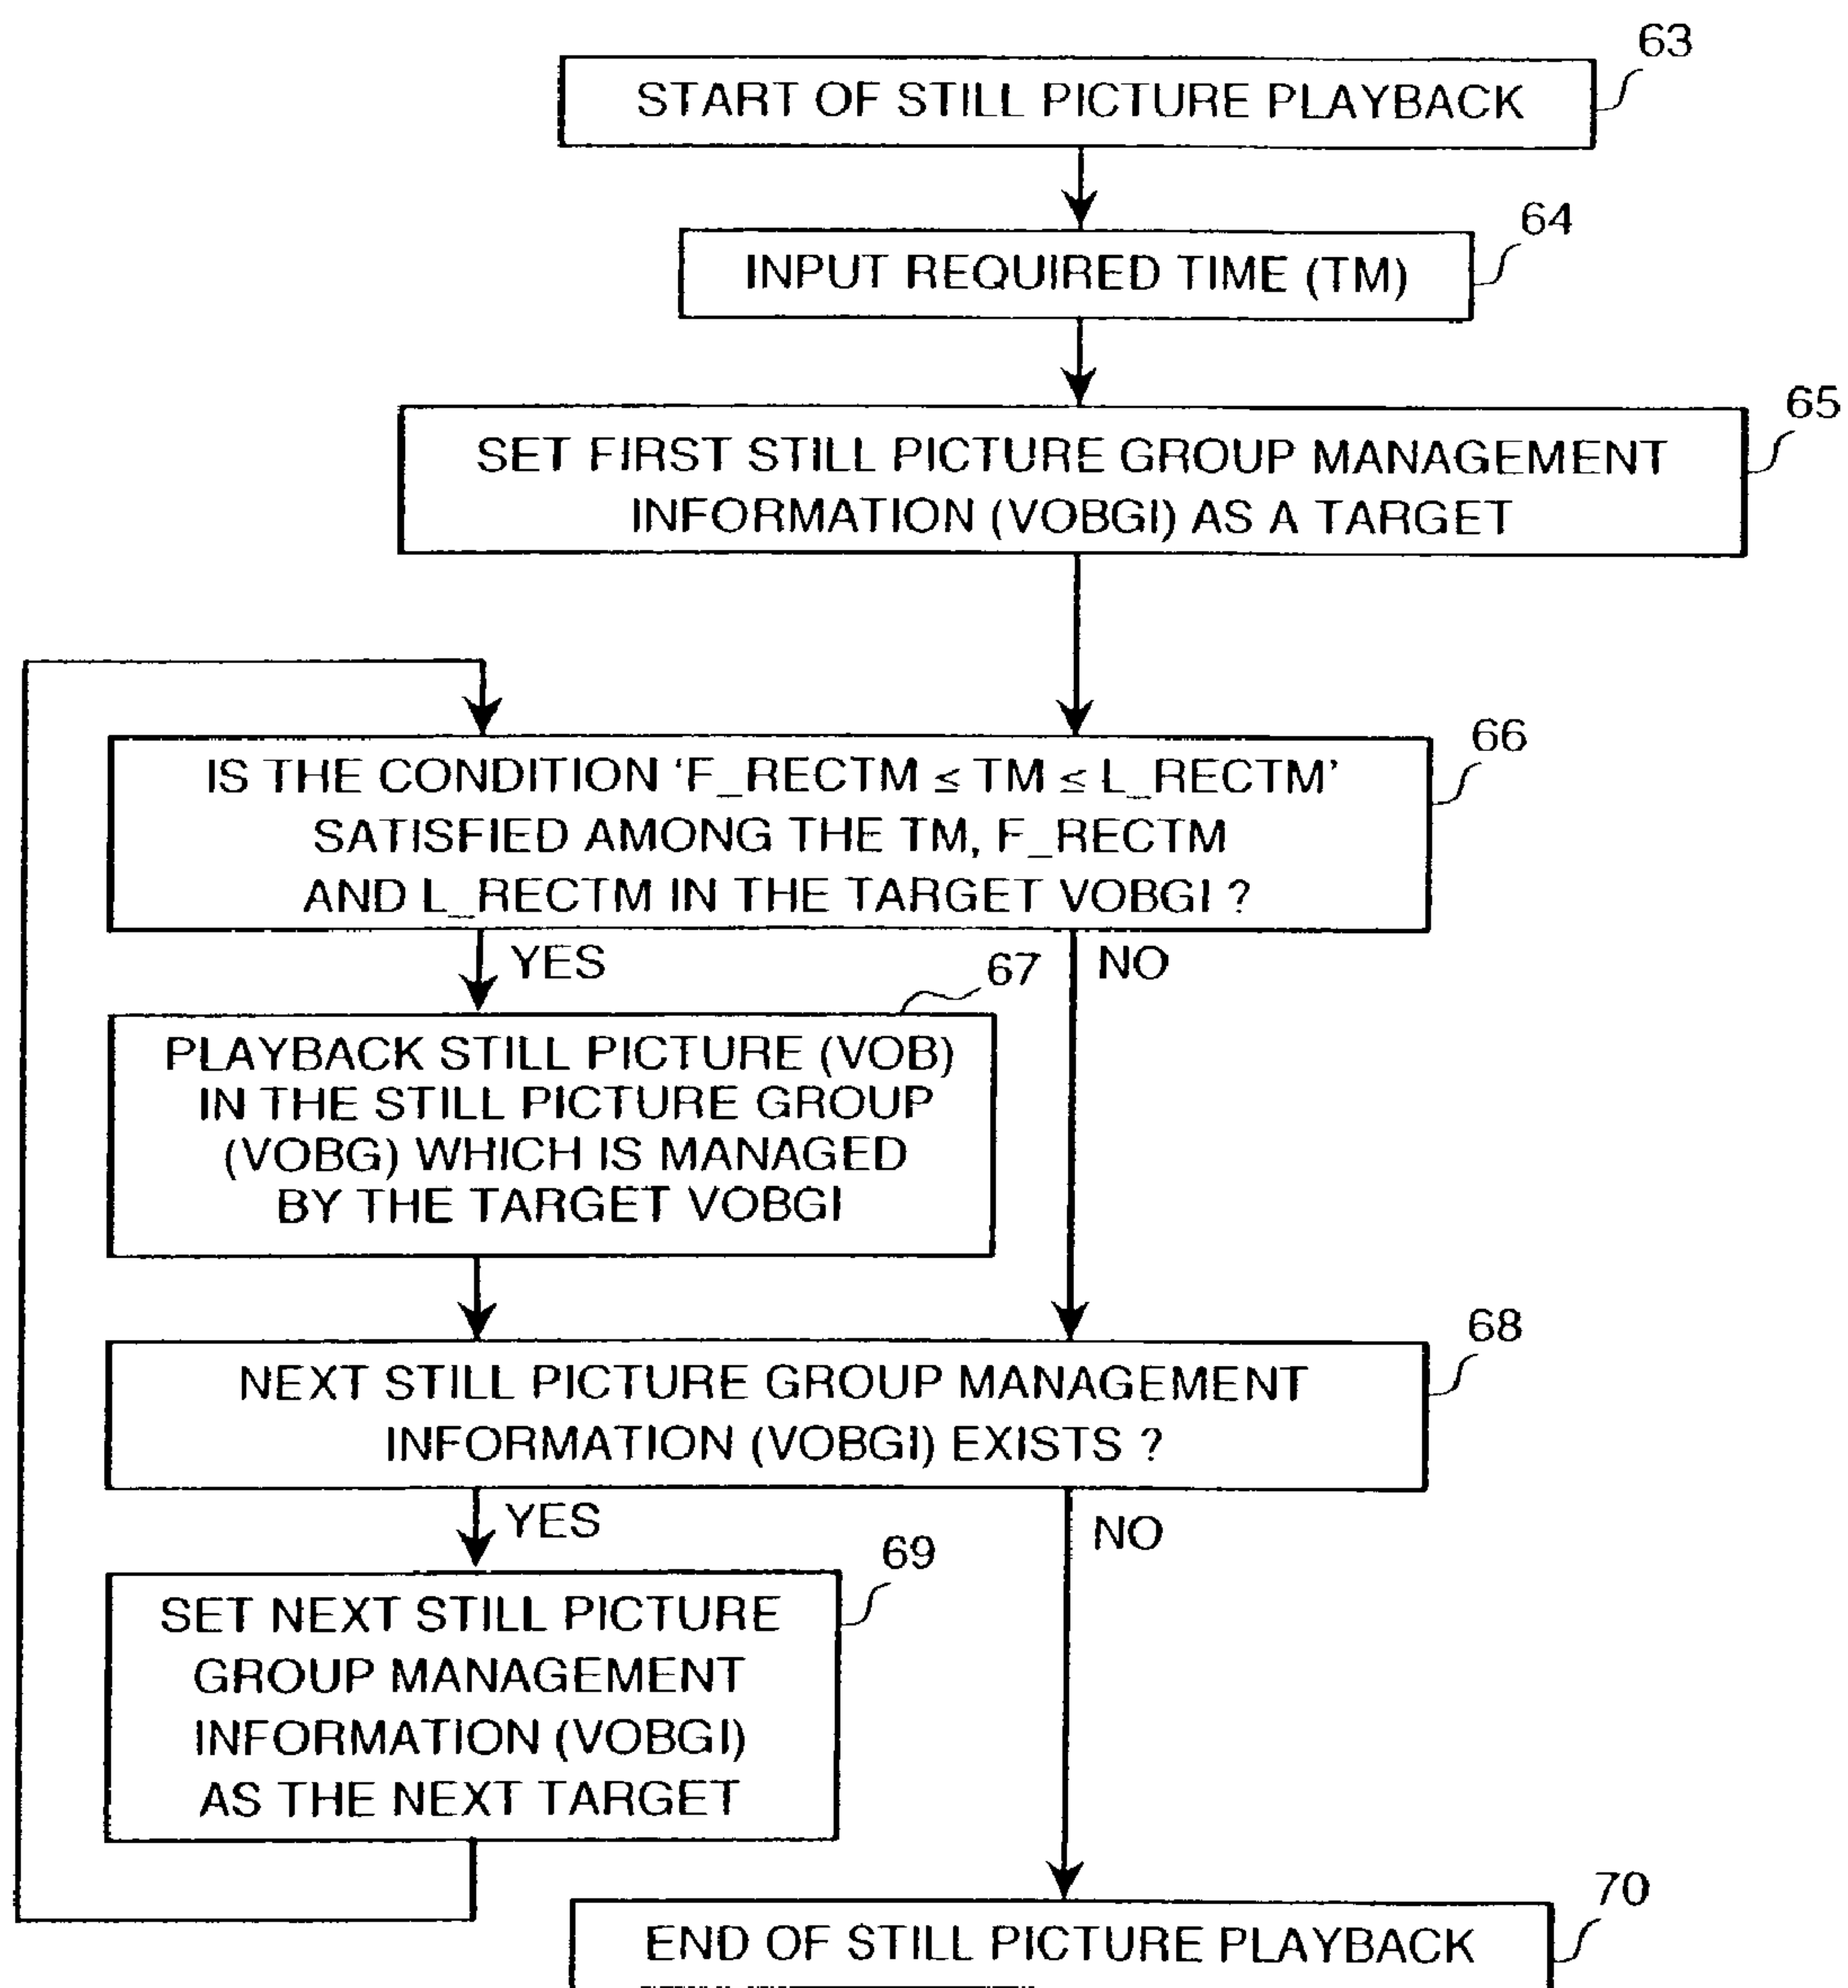 63
START OF STILL PICTURE PLAYBACK
64
INPUT REQUIRED TIME (TM)
65
SET FIRST STILL PICTURE GROUP MANAGEMENT
INFORMATION (VOBGI) AS A TARGET
66
IS THE CONDITION ‘F_RECTM ≤ TM ≤ L_RECTM’
SATISFIED AMONG THE TM, F_RECTM
AND L_RECTM IN THE TARGET VOBGI ?
YES
67
NO
PLAYBACK STILL PICTURE (VOB)
IN THE STILL PICTURE GROUP
(VOBG) WHICH IS MANAGED
BY THE TARGET VOBGI
68
NEXT STILL PICTURE GROUP MANAGEMENT
INFORMATION (VOBGI) EXISTS ?
YES
NO
69
SET NEXT STILL PICTURE
GROUP MANAGEMENT
INFORMATION (VOBGI)
AS THE NEXT TARGET
70
END OF STILL PICTURE PLAYBACK